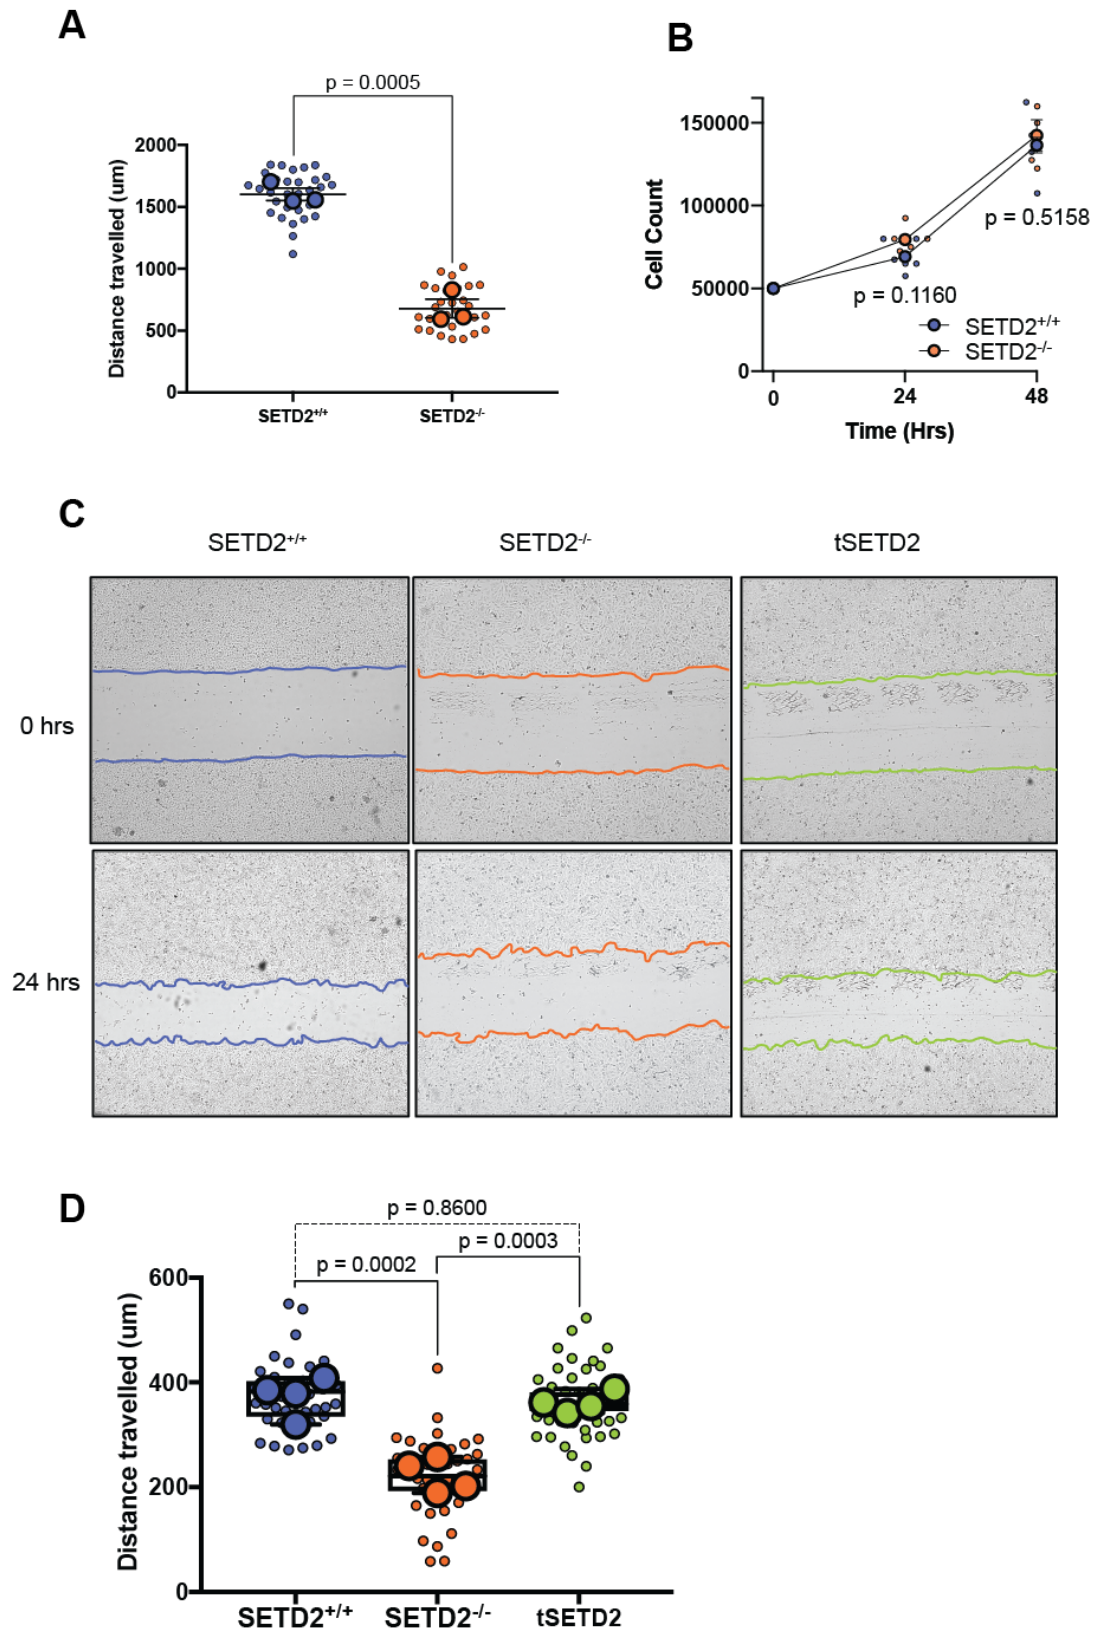 A
p = 0.0005
Distance travelled (um)
2000
1500
1000
500
0
SETD2+/+
SETD2-/-
B
Cell Count
150000
100000
50000
0
p = 0.5158
p = 0.1160
SETD2+/+
SETD2-/-
0
24
48
Time (Hrs)
C
SETD2+/+
SETD2-/-
tSETD2
0 hrs
24 hrs
D
p = 0.8600
p = 0.0003
p = 0.0002
Distance travelled (um)
600
400
200
0
SETD2+/+
SETD2-/-
tSETD2